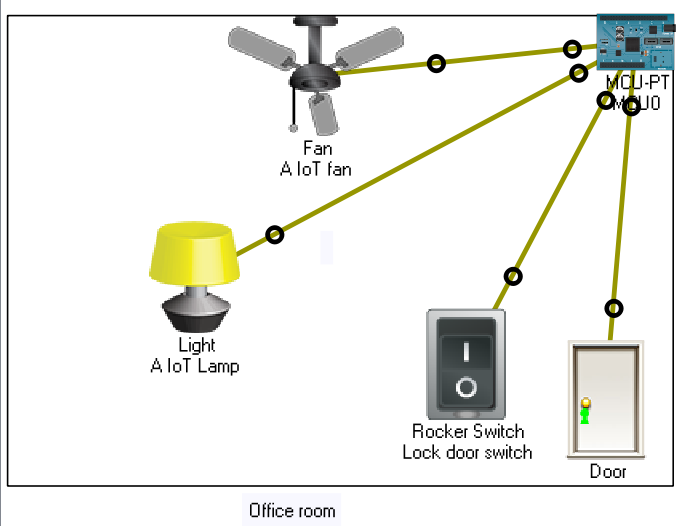 MCU-PT
MCU0
Fan
A IoT fan
Light
A IoT Lamp
Rocker Switch
Lock door switch
Door
Office room